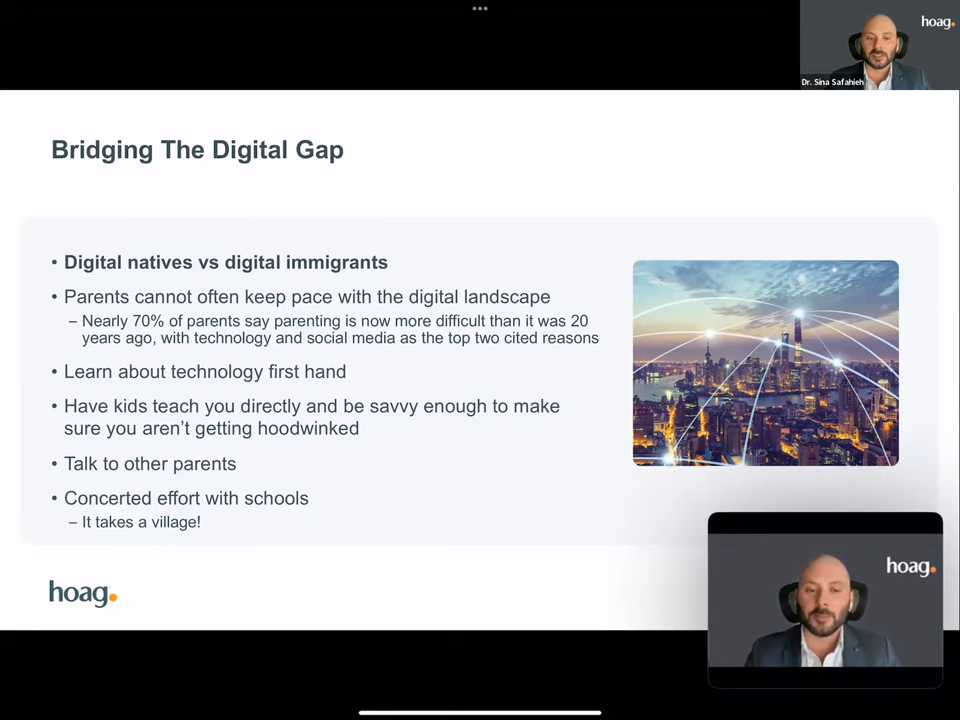 hoag.
Dr. Sina Safahieh
Bridging The Digital Gap
• Digital natives vs digital immigrants
• Parents cannot often keep pace with the digital landscape
– Nearly 70% of parents say parenting is now more difficult than it was 20
years ago, with technology and social media as the top two cited reasons
• Learn about technology first hand
• Have kids teach you directly and be savvy enough to make
sure you aren’t getting hoodwinked
• Talk to other parents
• Concerted effort with schools
– It takes a village!
hoag.
hoag.